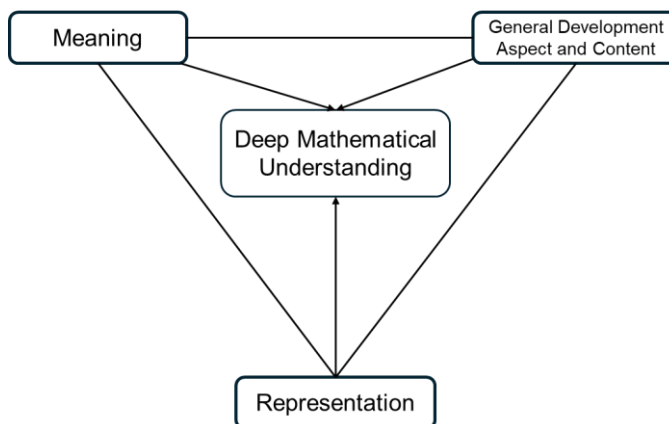 Meaning
General Development
Aspect and Content
Deep Mathematical
Understanding
Representation